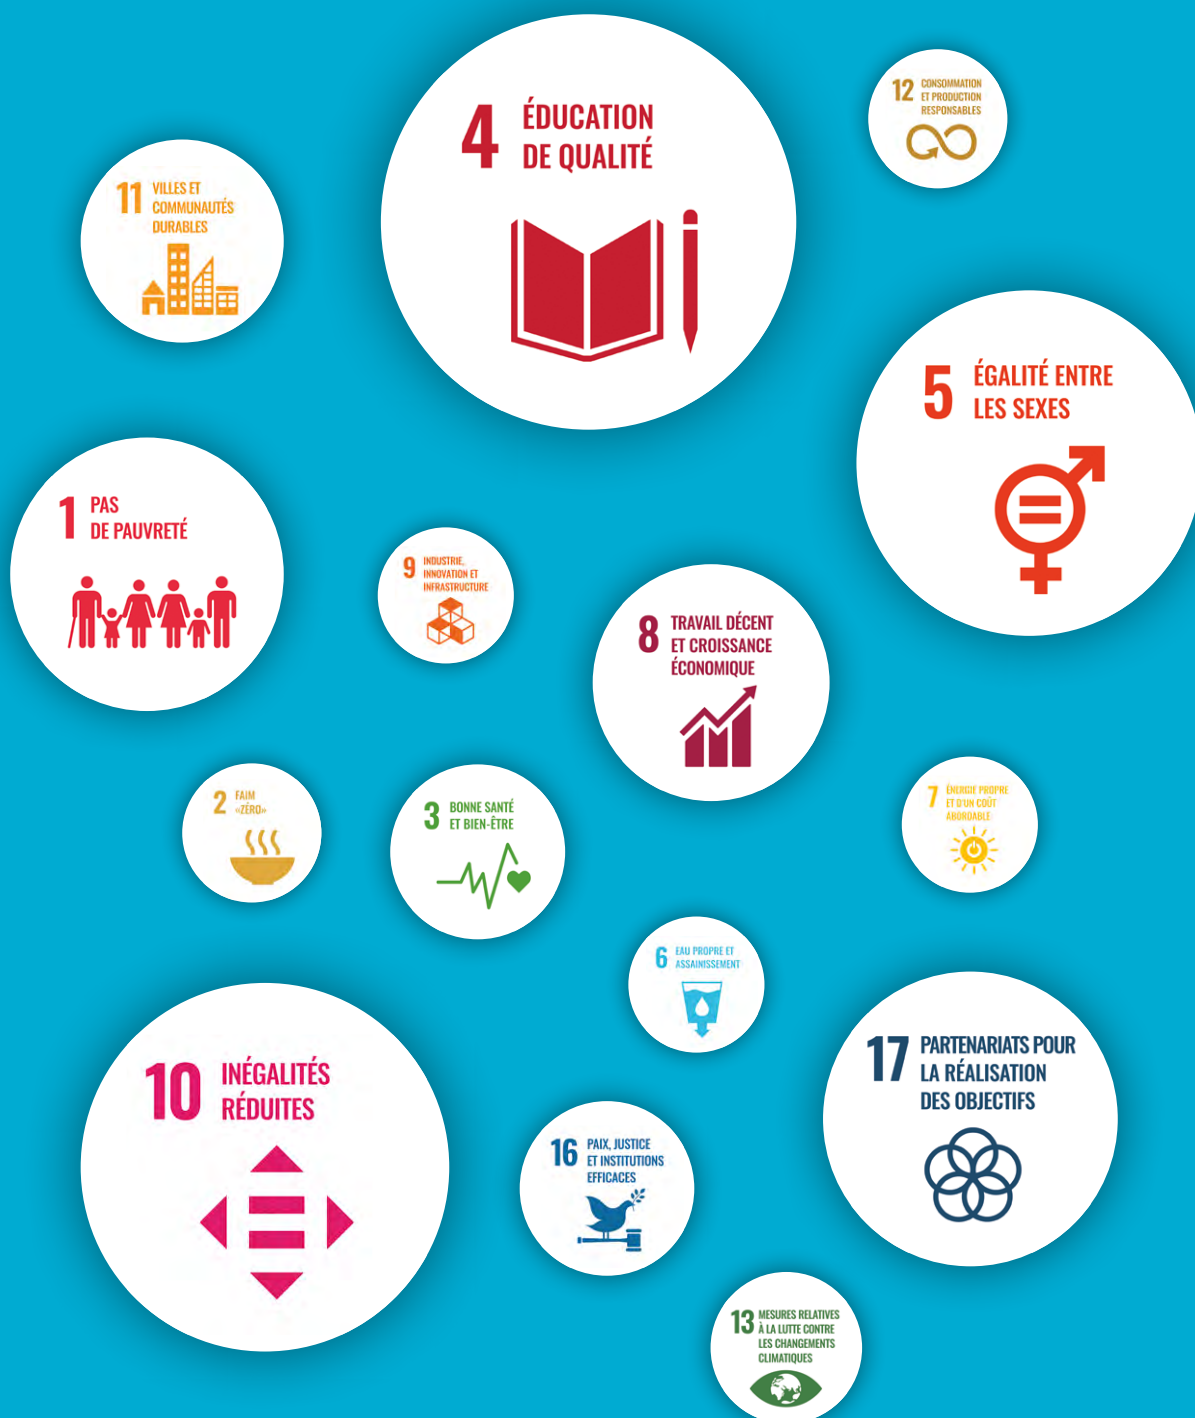 4 ÉDUCATION
DE QUALITÉ
12 CONSOMMATION
ET PRODUCTION
RESPONSABLES
11 VILLES ET
COMMUNAUTÉS
DURABLES
5 ÉGALITÉ ENTRE
LES SEXES
1 PAS
DE PAUVRETÉ
9 INDUSTRIE,
INNOVATION ET
INFRASTRUCTURE
8 TRAVAIL DÉCENT
ET CROISSANCE
ÉCONOMIQUE
2 FAIM
«ZÉRO»
3 BONNE SANTÉ
ET BIEN-ÊTRE
7 ÉNERGIE PROPRE
ET D'UN COÛT
ABORDABLE
6 EAU PROPRE ET
ASSAINISSEMENT
10 INÉGALITÉS
RÉDUITES
17 PARTENARIATS POUR
LA RÉALISATION
DES OBJECTIFS
16 PAIX, JUSTICE
ET INSTITUTIONS
EFFICACES
13 MESURES RELATIVES
À LA LUTTE CONTRE
LES CHANGEMENTS
CLIMATIQUES